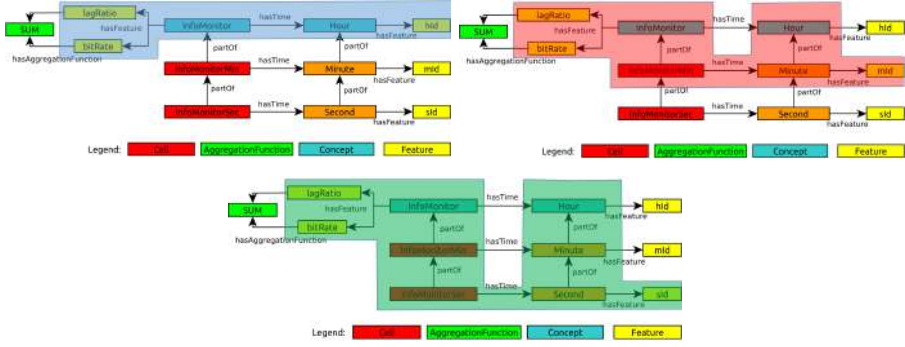 lagRatio
InfoMonitor
hasTime
Hour
hasFeature
hId
SUM
hasFeature
bitRate
hasAggregationFunction
partOf
partOf
InfoMonitorMin
hasTime
Minute
hasFeature
mId
partOf
partOf
InfoMonitorSec
hasTime
Second
hasFeature
sId
Legend:
Cell
AggregationFunction
Concept
Feature
lagRatio
InfoMonitor
hasTime
Hour
hasFeature
hId
SUM
hasFeature
bitRate
hasAggregationFunction
partOf
partOf
InfoMonitorMin
hasTime
Minute
hasFeature
mId
partOf
partOf
InfoMonitorSec
hasTime
Second
hasFeature
sId
Legend:
Cell
AggregationFunction
Concept
Feature
lagRatio
InfoMonitor
hasTime
Hour
hasFeature
hId
SUM
hasFeature
bitRate
hasAggregationFunction
partOf
partOf
InfoMonitorMin
hasTime
Minute
hasFeature
mId
partOf
partOf
InfoMonitorSec
hasTime
Second
hasFeature
sId
Legend:
Cell
AggregationFunction
Concept
Feature